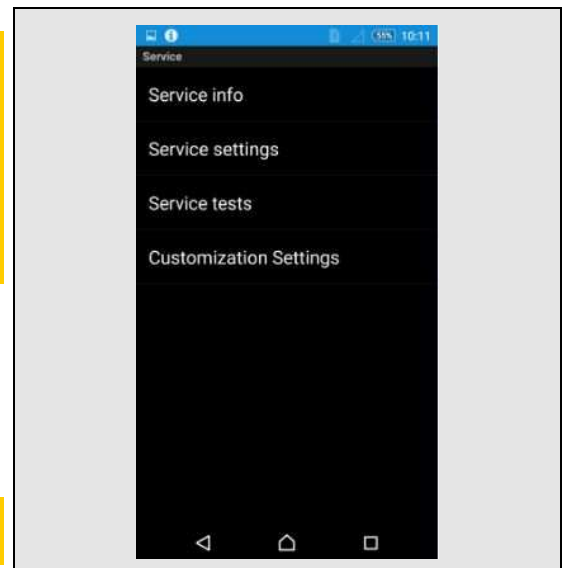 55% 10:11
Service
Service info
Service settings
Service tests
Customization Settings